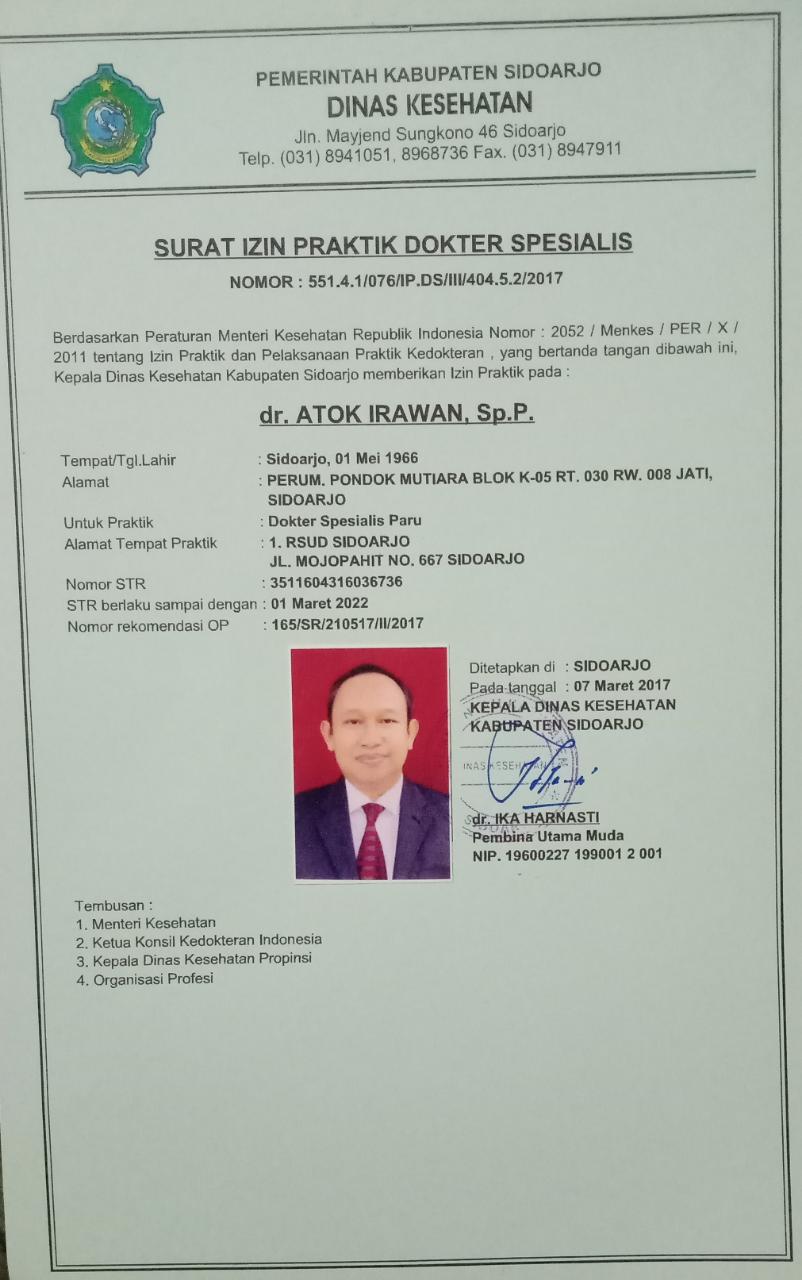 PEMERINTAH KABUPATEN SIDOARJO
DINAS KESEHATAN
Jln. Mayjend Sungkono 46 Sidoarjo
Telp. (031) 8941051, 8968736 Fax. (031) 8947911
SURAT IZIN PRAKTIK DOKTER SPESIALIS
NOMOR : 551.4.1/076/IP.DS/III/404.5.2/2017
Berdasarkan Peraturan Menteri Kesehatan Republik Indonesia Nomor : 2052 / Menkes / PER / X /
2011 tentang Izin Praktik dan Pelaksanaan Praktik Kedokteran , yang bertanda tangan dibawah ini,
Kepala Dinas Kesehatan Kabupaten Sidoarjo memberikan Izin Praktik pada :
dr. ATOK IRAWAN, Sp.P.
Tempat/Tgl.Lahir : Sidoarjo, 01 Mei 1966
Alamat : PERUM. PONDOK MUTIARA BLOK K-05 RT. 030 RW. 008 JATI,
SIDOARJO
Untuk Praktik : Dokter Spesialis Paru
Alamat Tempat Praktik : 1. RSUD SIDOARJO
JL. MOJOPAHIT NO. 667 SIDOARJO
Nomor STR : 3511604316036736
STR berlaku sampai dengan : 01 Maret 2022
Nomor rekomendasi OP : 165/SR/210517/II/2017
Ditetapkan di : SIDOARJO
Pada tanggal : 07 Maret 2017
KEPALA DINAS KESEHATAN
KABUPATEN SIDOARJO
dr. IKA HARNASTI
Pembina Utama Muda
NIP. 19600227 199001 2 001
Tembusan :
1. Menteri Kesehatan
2. Ketua Konsil Kedokteran Indonesia
3. Kepala Dinas Kesehatan Propinsi
4. Organisasi Profesi